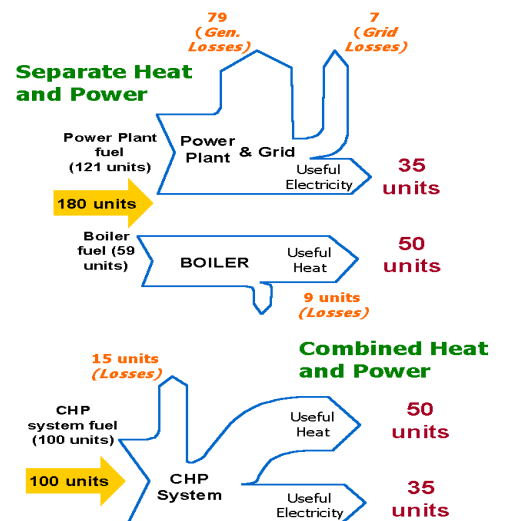 79
(Gen.
Losses)
7
(Grid
Losses)
Separate Heat
and Power
Power Plant
fuel
(121 units)
Power
Plant
& Grid
Useful
Electricity
35
units
180 units
Boiler
fuel (59
units)
BOILER
Useful
Heat
50
units
9 units
(Losses)
Combined Heat
and Power
15 units
(Losses)
CHP
system fuel
(100 units)
Useful
Heat
50
units
100 units
CHP
System
Useful
Electricity
35
units